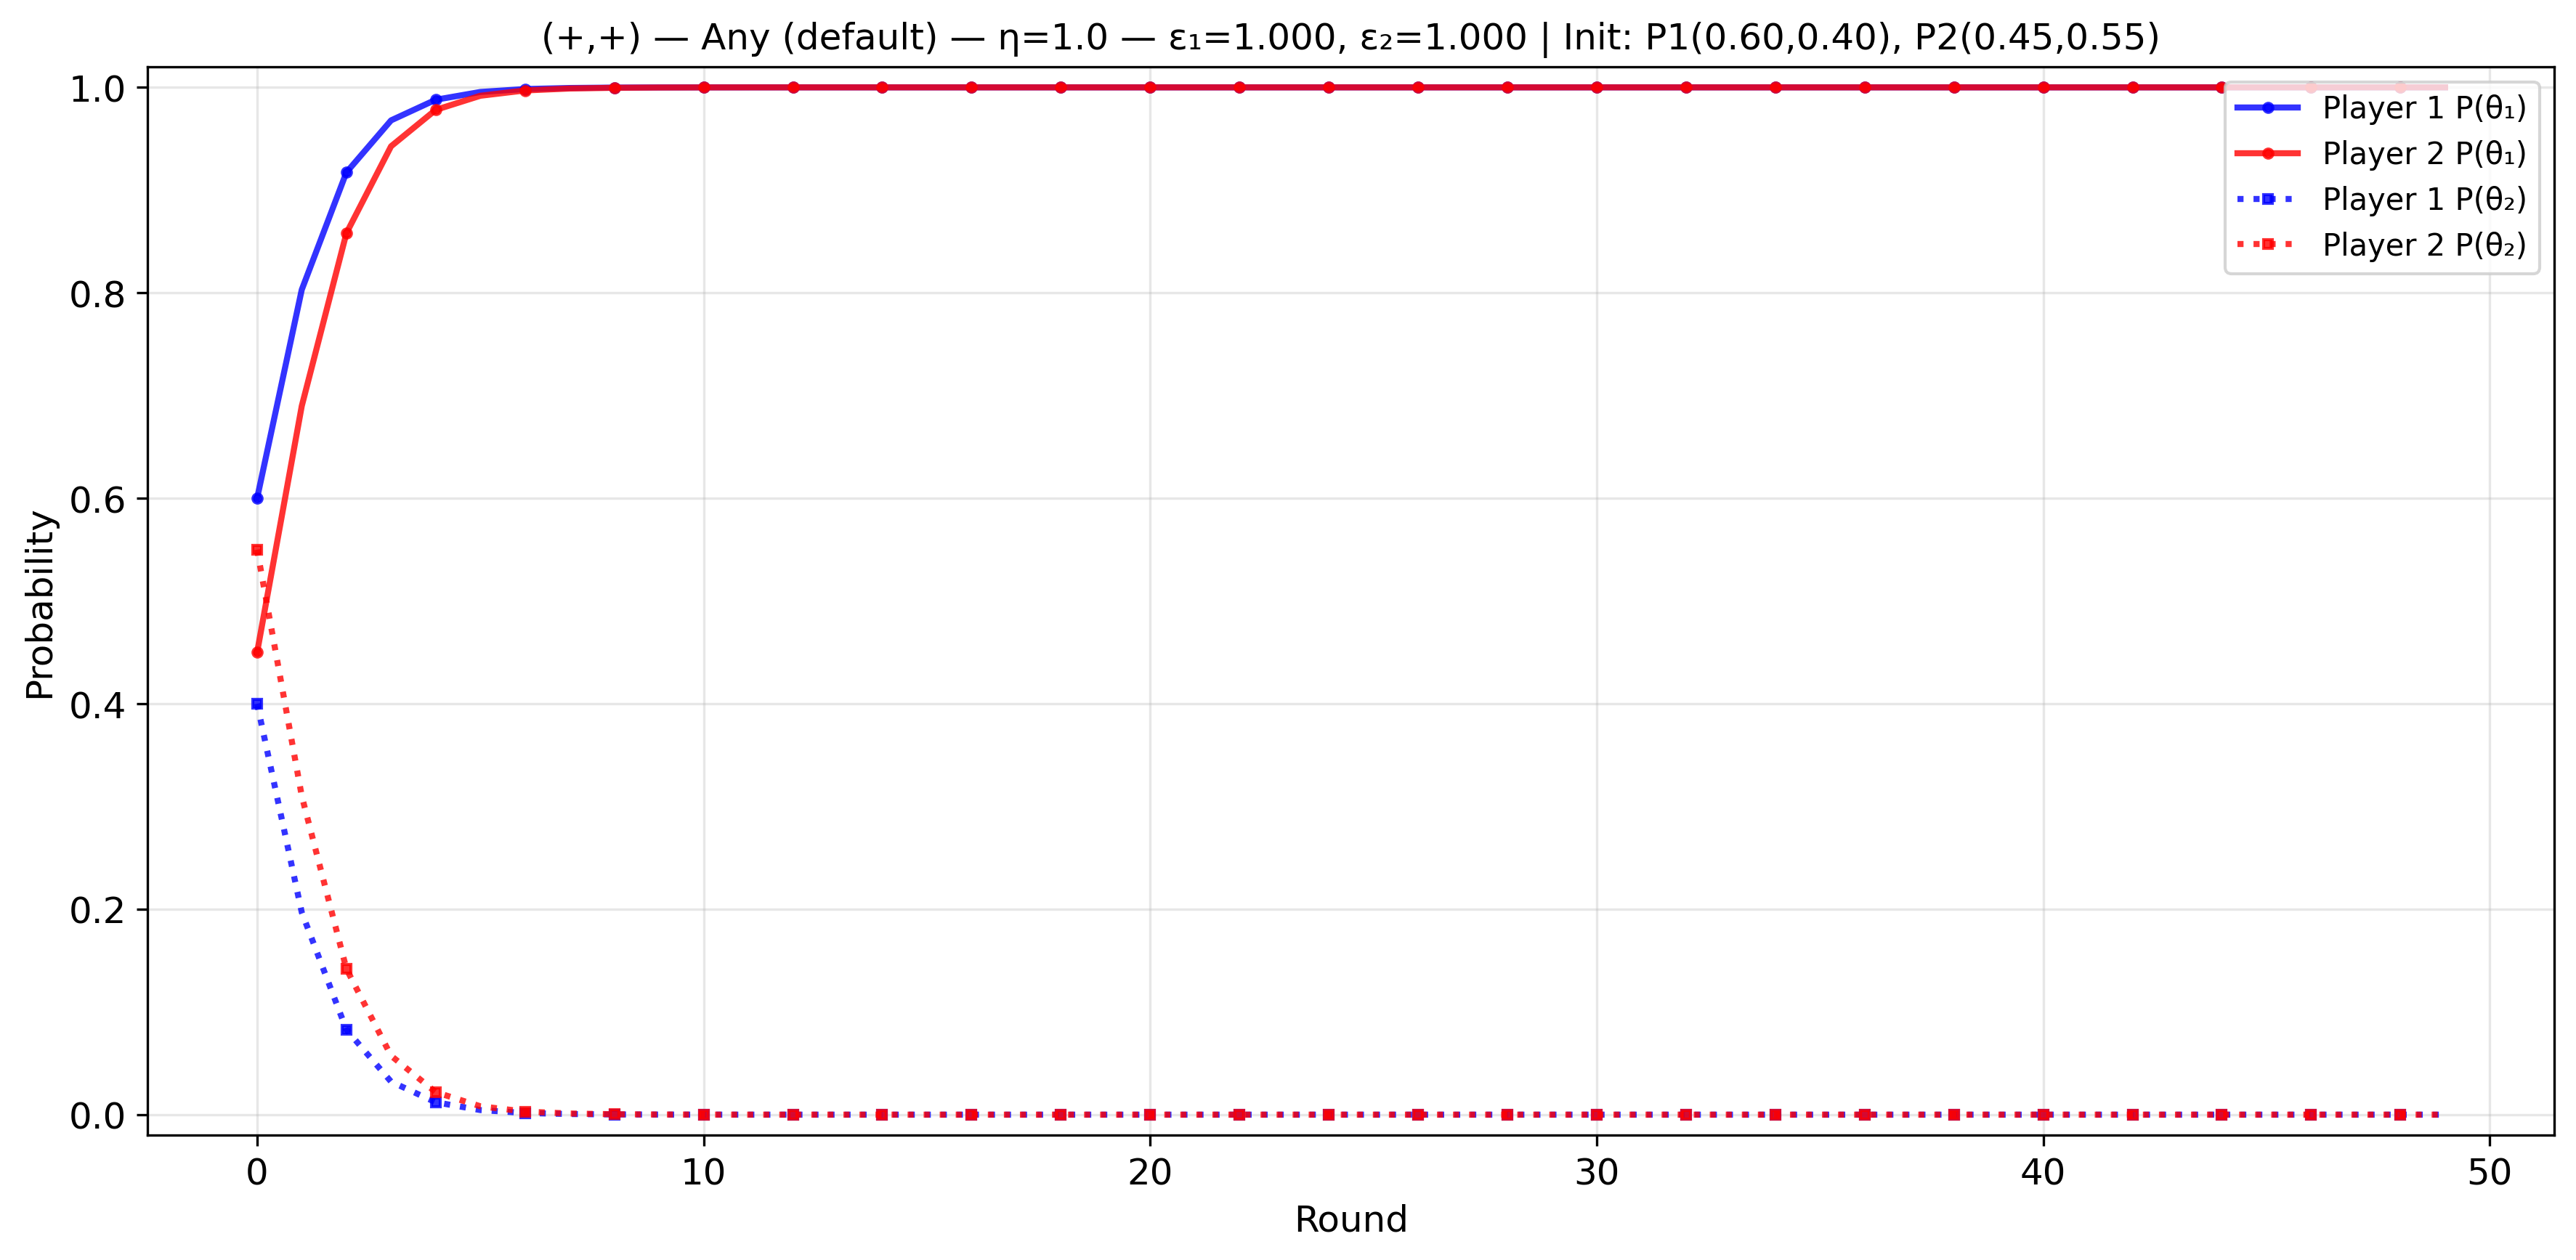 (+,+) — Any (default) — η=1.0 — ε₁=1.000, ε₂=1.000 | Init: P1(0.60,0.40), P2(0.45,0.55)
1.0
0.8
0.6
0.4
0.2
0.0
Probability
Player 1 P(θ₁)
Player 2 P(θ₁)
Player 1 P(θ₂)
Player 2 P(θ₂)
0 10 20 30 40 50
Round